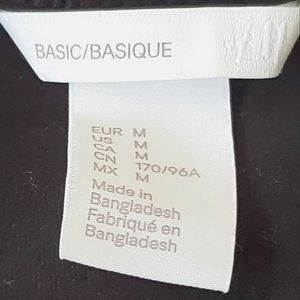 BASIC/BASIQUE
EUR M
US M
CA M
CN 170/96A
MX M
Made in
Bangladesh
Fabriqué en
Bangladesh